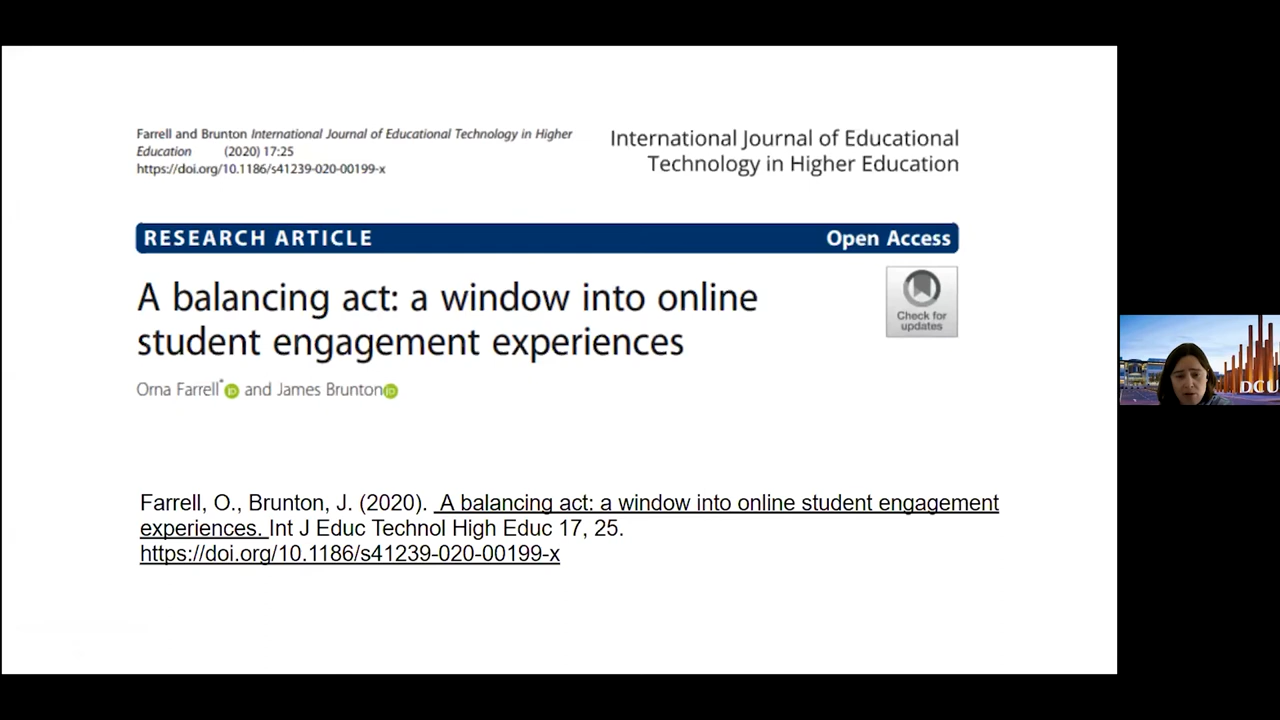 Farrell and Brunton International Journal of Educational Technology in Higher
Education (2020) 17:25
https://doi.org/10.1186/s41239-020-00199-x
International Journal of Educational
Technology in Higher Education
RESEARCH ARTICLE
Open Access
A balancing act: a window into online
student engagement experiences
Check for
updates
Orna Farrell* and James Brunton
Farrell, O., Brunton, J. (2020). A balancing act: a window into online student engagement
experiences. Int J Educ Technol High Educ 17, 25.
https://doi.org/10.1186/s41239-020-00199-x
DCU